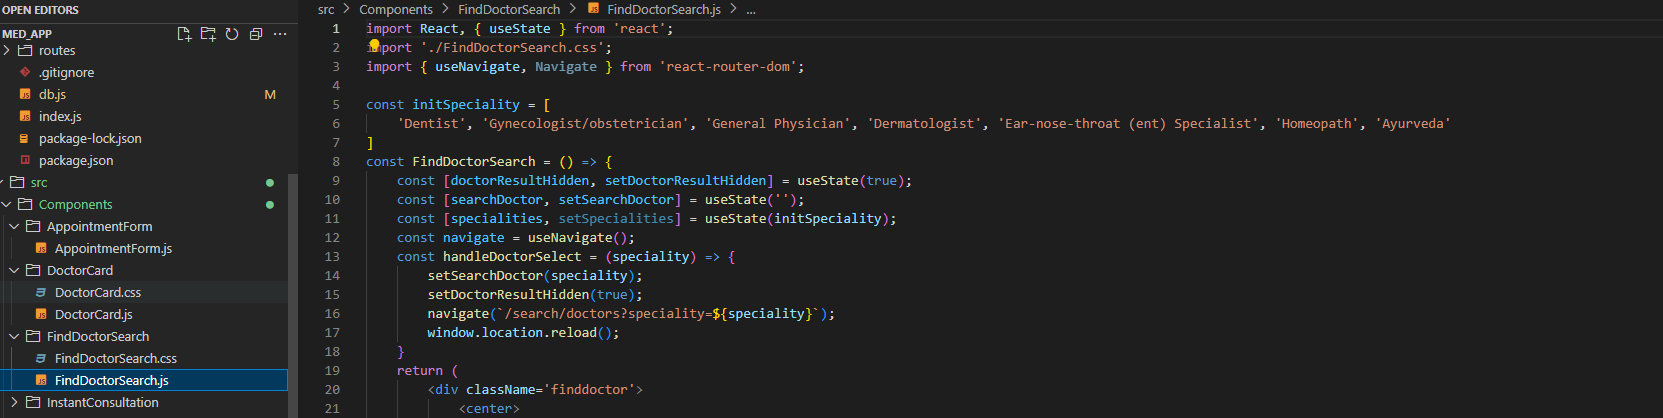 OPEN EDITORS
MED_APP
routes
.gitignore
db.js M
index.js
package-lock.json
package.json
src
Components
AppointmentForm
AppointmentForm.js
DoctorCard
DoctorCard.css
DoctorCard.js
FindDoctorSearch
FindDoctorSearch.css
FindDoctorSearch.js
InstantConsultation
src > Components > FindDoctorSearch > JS FindDoctorSearch.js > ...
1 import React, { useState } from 'react';
2 import './FindDoctorSearch.css';
3 import { useNavigate, Navigate } from 'react-router-dom';
4
5 const initSpeciality = [
6 'Dentist', 'Gynecologist/obstetrician', 'General Physician', 'Dermatologist', 'Ear-nose-throat (ent) Specialist', 'Homeopath', 'Ayurveda'
7 ]
8 const FindDoctorSearch = () => {
9 const [doctorResultHidden, setDoctorResultHidden] = useState(true);
10 const [searchDoctor, setSearchDoctor] = useState('');
11 const [specialities, setSpecialities] = useState(initSpeciality);
12 const navigate = useNavigate();
13 const handleDoctorSelect = (speciality) => {
14 setSearchDoctor(speciality);
15 setDoctorResultHidden(true);
16 navigate(`/search/doctors?speciality=${speciality}`);
17 window.location.reload();
18 }
19 return (
20 <div className='finddoctor'>
21 <center>